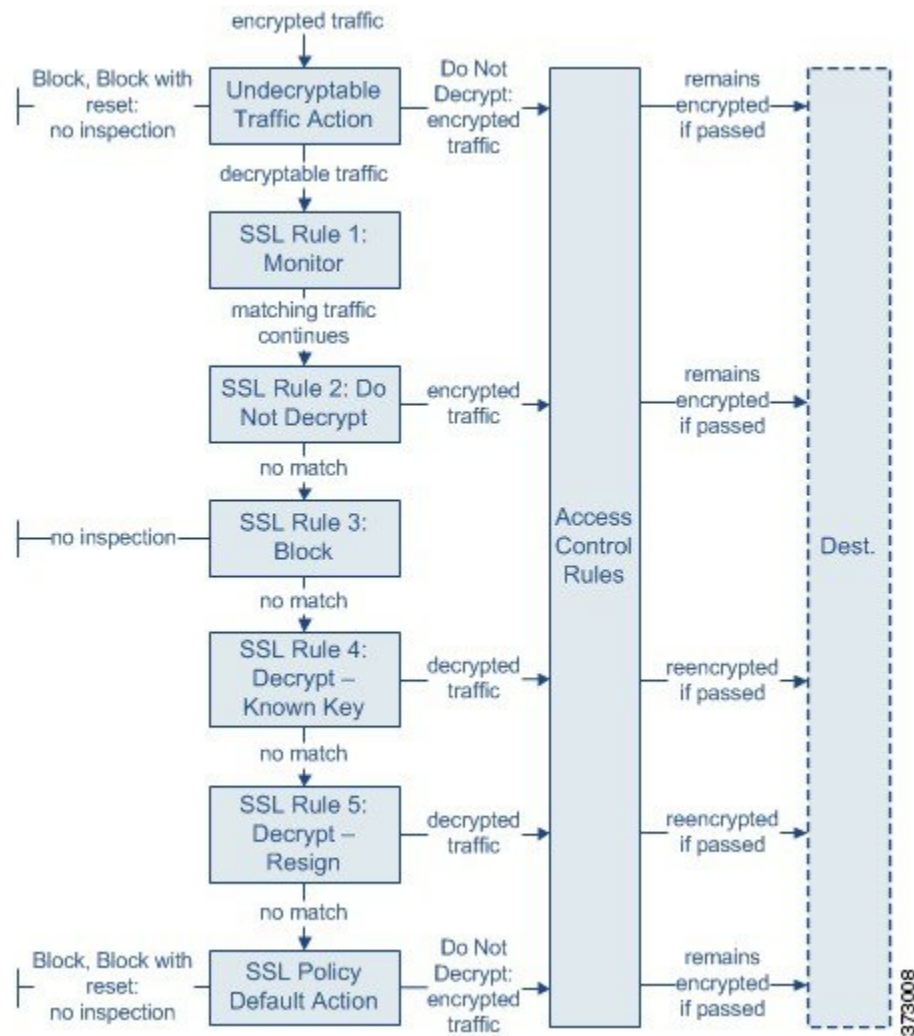 encrypted traffic
Block, Block with
reset:
no inspection
Undecryptable
Traffic Action
Do Not
Decrypt:
encrypted
traffic
remains
encrypted
if passed
decryptable traffic
SSL Rule 1:
Monitor
matching traffic
continues
SSL Rule 2: Do
Not Decrypt
encrypted
traffic
remains
encrypted
if passed
no match
no inspection
SSL Rule 3:
Block
Access
Control
Rules
Dest.
no match
SSL Rule 4:
Decrypt –
Known Key
decrypted
traffic
reencrypted
if passed
no match
SSL Rule 5:
Decrypt –
Resign
decrypted
traffic
reencrypted
if passed
no match
Block, Block with
reset:
no inspection
SSL Policy
Default Action
Do Not
Decrypt:
encrypted
traffic
remains
encrypted
if passed